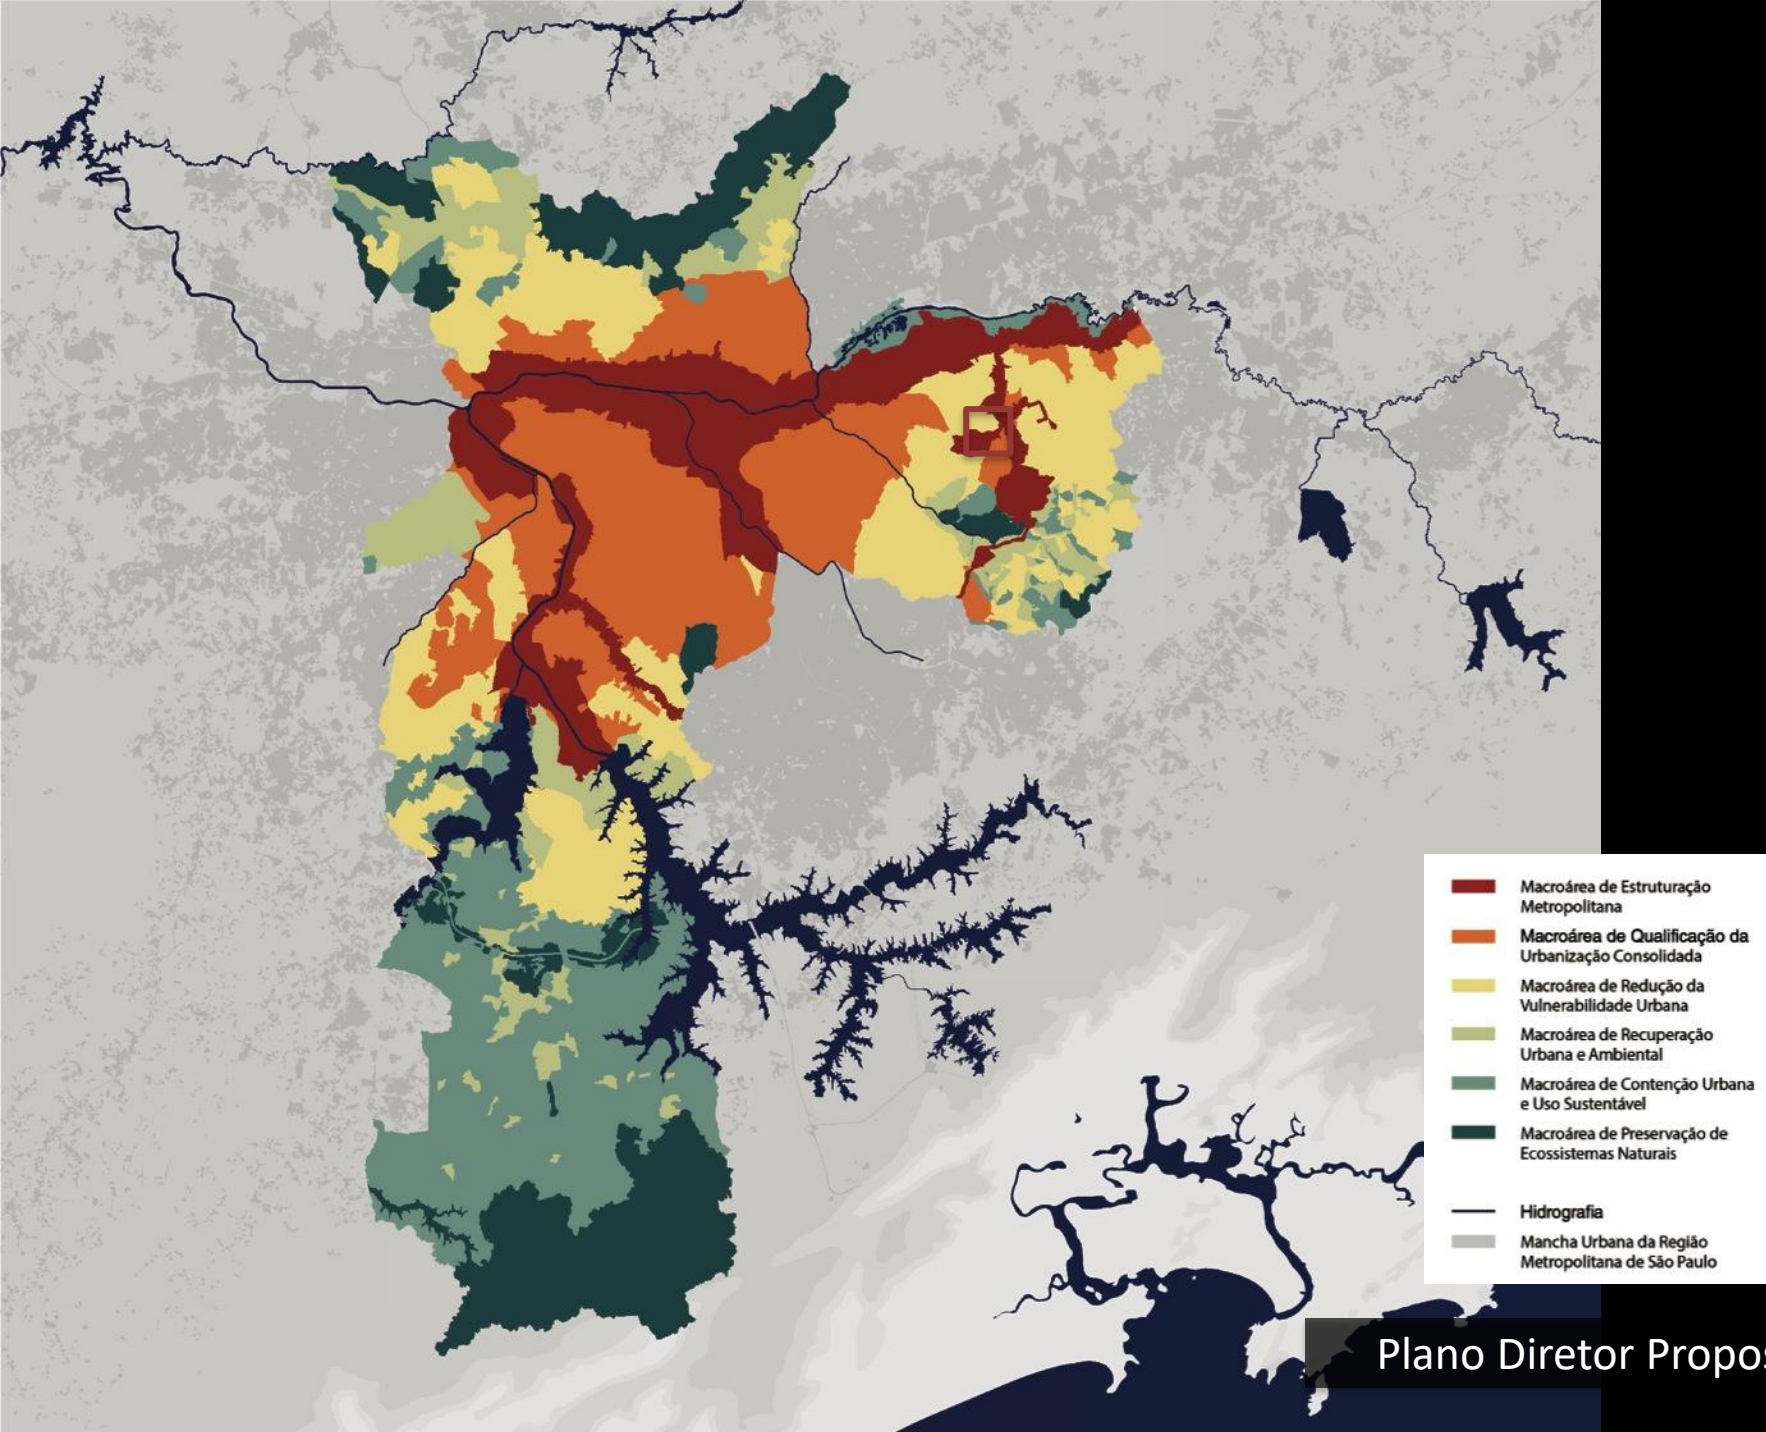 Macroárea de Estruturação
Metropolitana
Macroárea de Qualificação da
Urbanização Consolidada
Macroárea de Redução da
Vulnerabilidade Urbana
Macroárea de Recuperação
Urbana e Ambiental
Macroárea de Contenção Urbana
e Uso Sustentável
Macroárea de Preservação de
Ecossistemas Naturais
Hidrografia
Mancha Urbana da Região
Metropolitana de São Paulo
Plano Diretor Propos